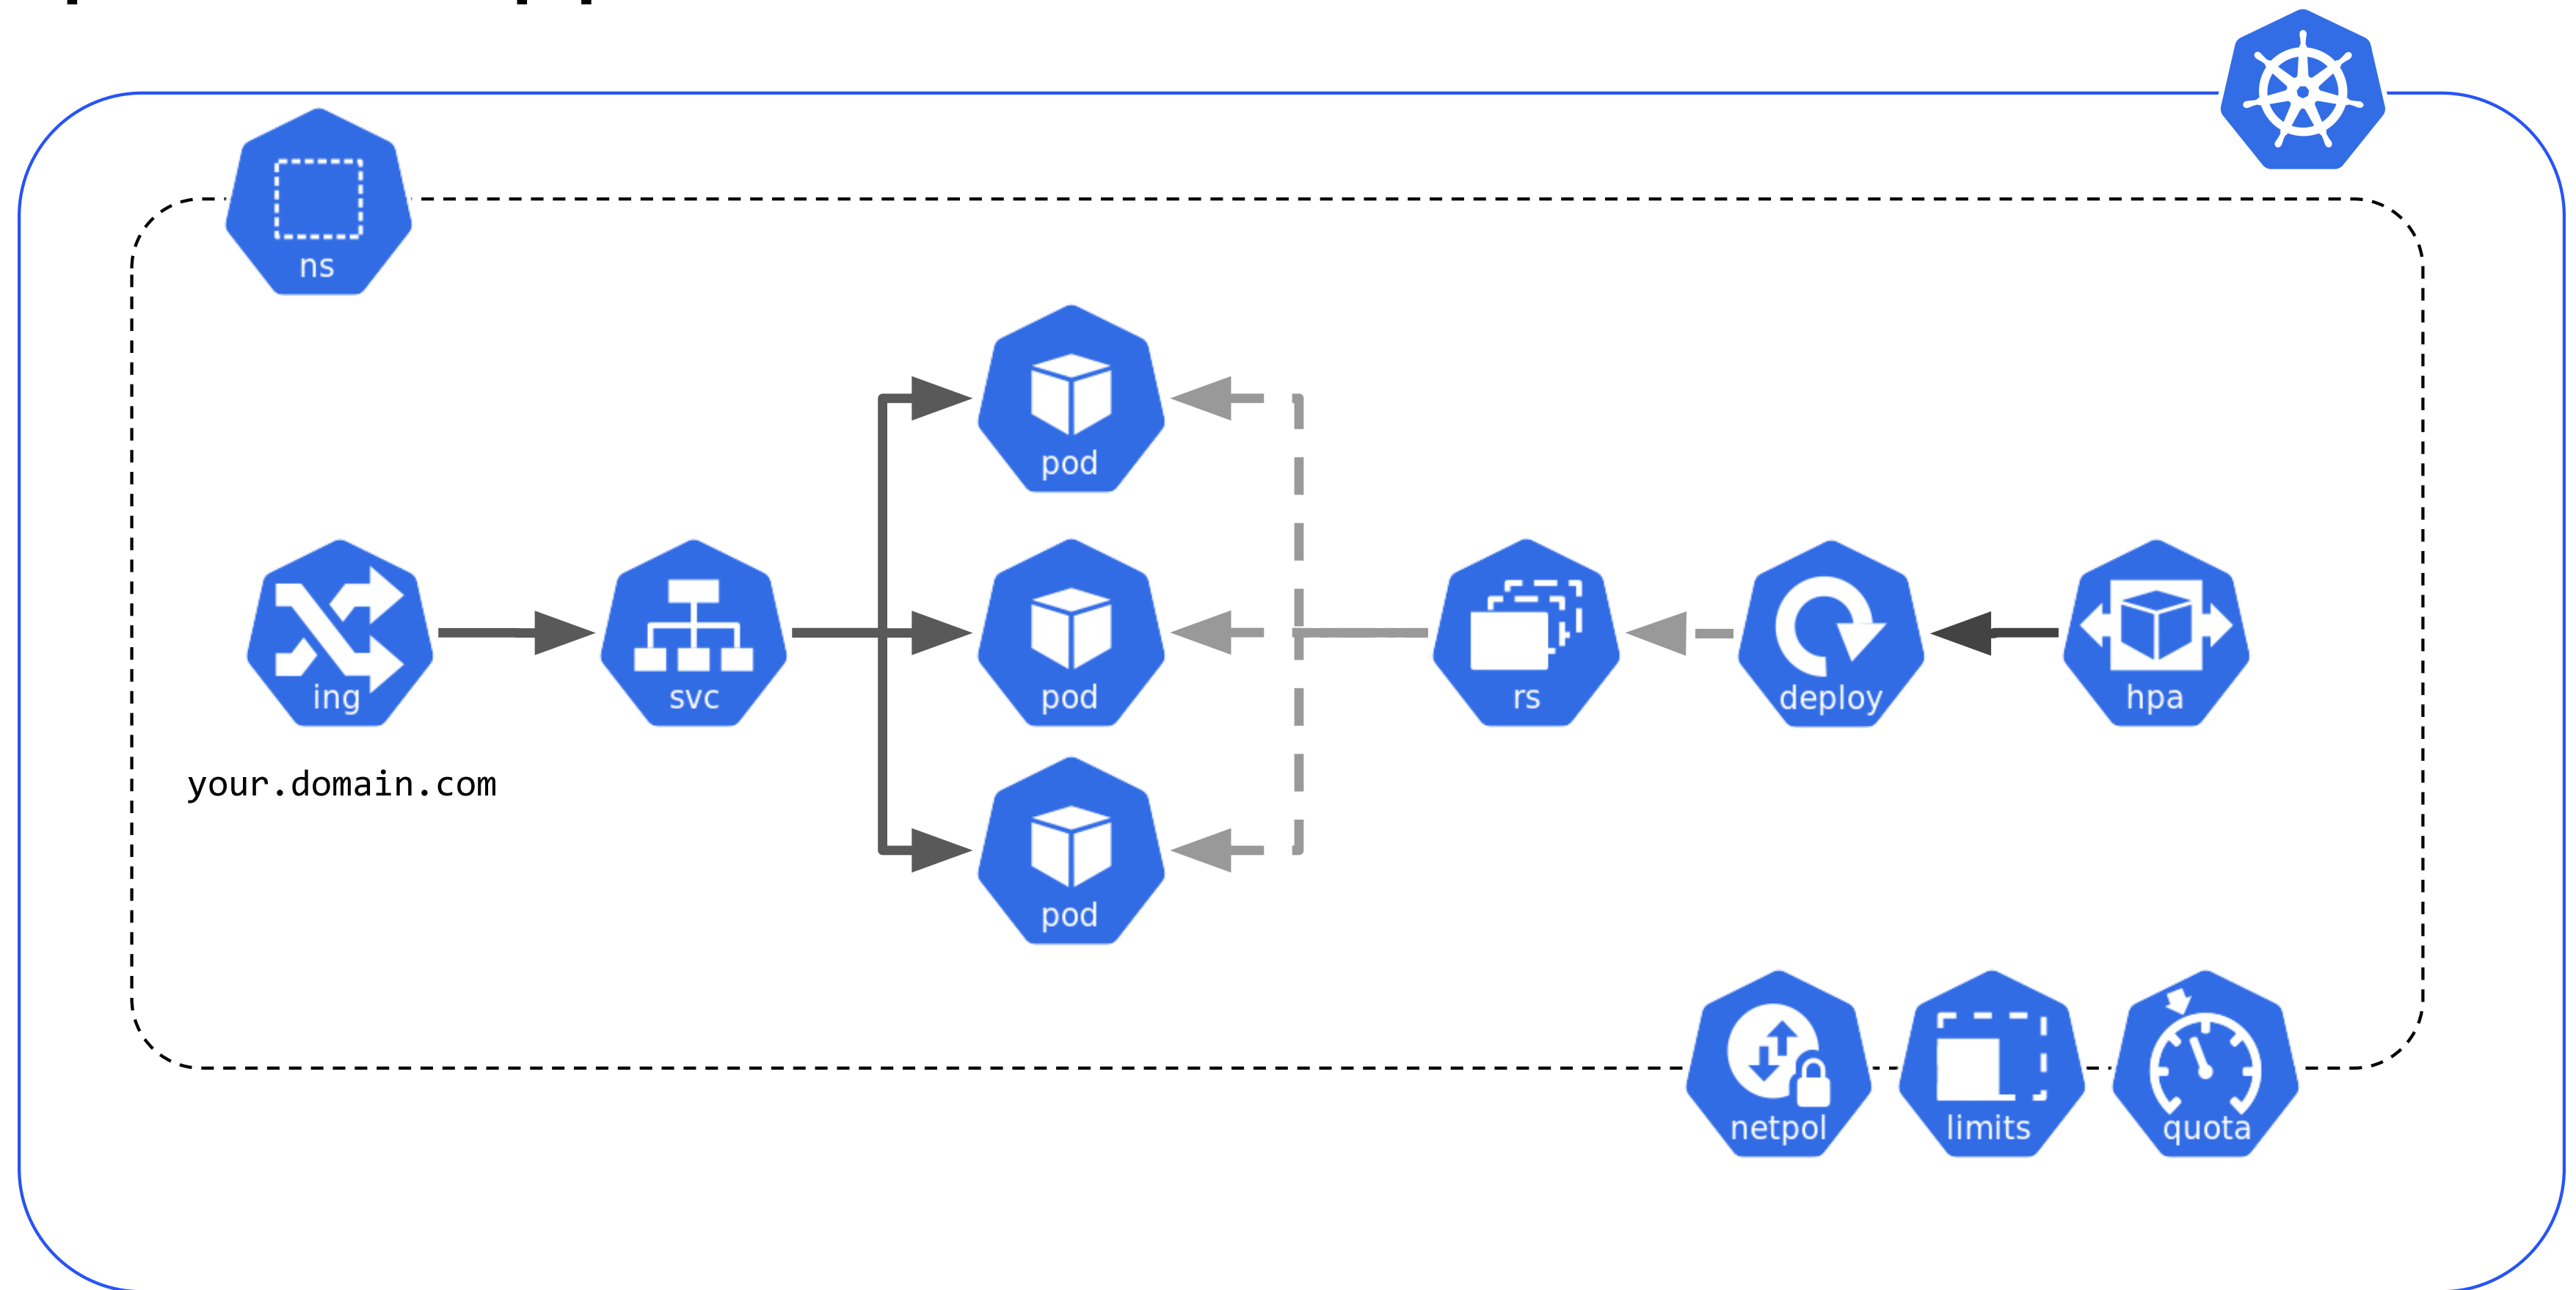 ns
pod
ing
svc
pod
rs
deploy
hpa
your.domain.com
pod
netpol
limits
quota